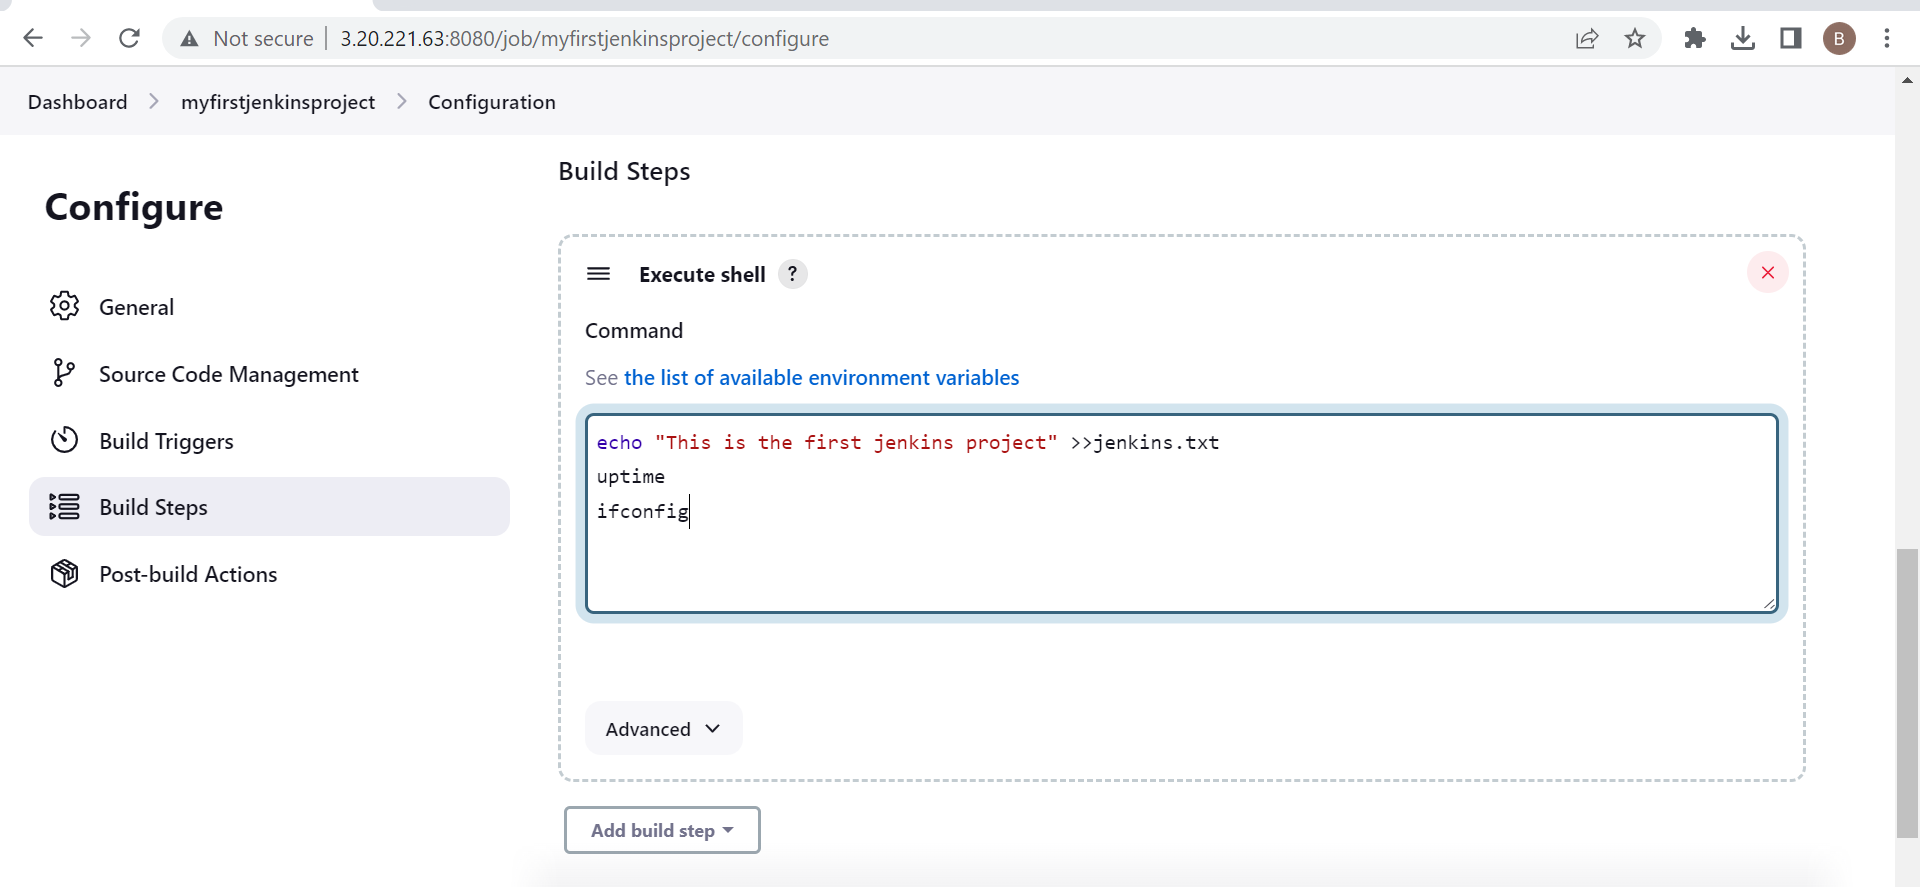 Not secure 3.20.221.63:8080/job/myfirstjenkinsproject/configure B
Dashboard myfirstjenkinsproject Configuration
Configure
General
Source Code Management
Build Triggers
Build Steps
Post-build Actions
Build Steps
Execute shell ?
Command
See the list of available environment variables
echo "This is the first jenkins project" >>jenkins.txt
uptime
ifconfig
Advanced
Add build step